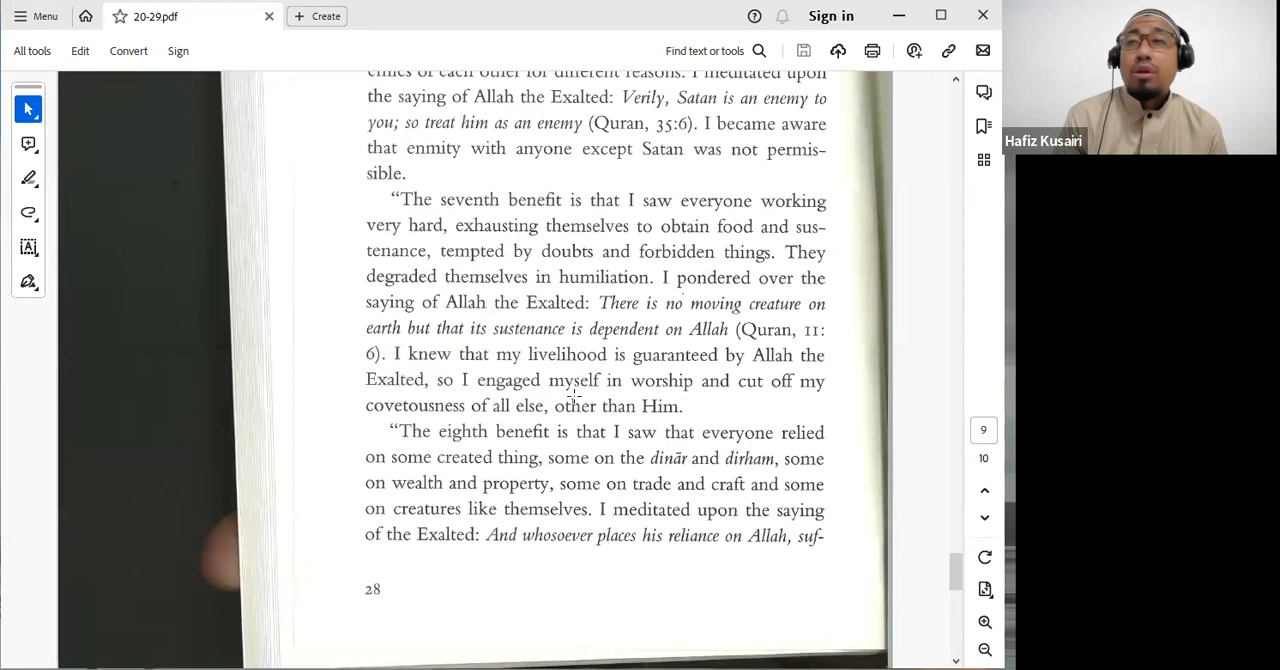 Menu
20-29.pdf
Create
Sign in
All tools
Edit
Convert
Sign
Find text or tools
of each other for different reasons. I meditated upon
the saying of Allah the Exalted: Verily, Satan is an enemy to
you; so treat him as an enemy (Quran, 35:6). I became aware
that enmity with anyone except Satan was not permis-
sible.
“The seventh benefit is that I saw everyone working
very hard, exhausting themselves to obtain food and sus-
tenance, tempted by doubts and forbidden things. They
degraded themselves in humiliation. I pondered over the
saying of Allah the Exalted: There is no moving creature on
earth but that its sustenance is dependent on Allah (Quran, 11:
6). I knew that my livelihood is guaranteed by Allah the
Exalted, so I engaged myself in worship and cut off my
covetousness of all else, other than Him.
“The eighth benefit is that I saw that everyone relied
on some created thing, some on the dinār and dirham, some
on wealth and property, some on trade and craft and some
on creatures like themselves. I meditated upon the saying
of the Exalted: And whosoever places his reliance on Allah, suf-
28
9
10
Hafiz Kusairi